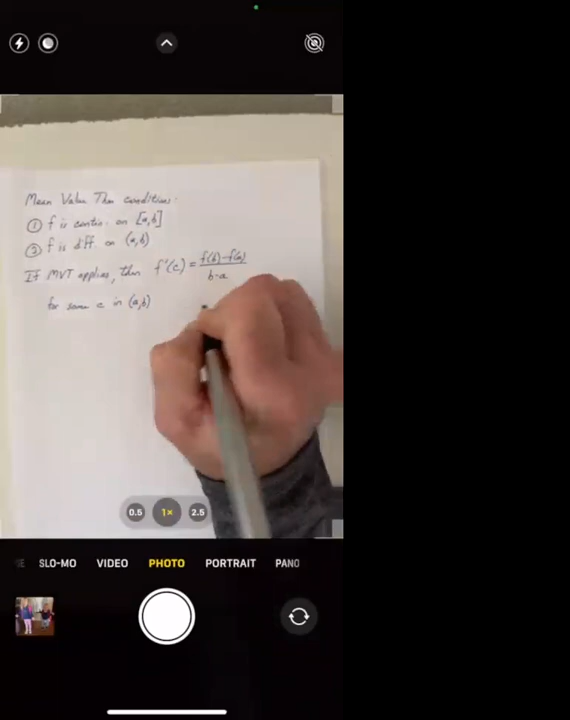 Mean Value Thm conditions:
① f is contin. on [a,b]
② f is diff. on (a,b)
If MVT applies, then f'(c) = f(b)-f(a) / b-a
for some c in (a,b)
0.5 1× 2.5
SLO-MO VIDEO PHOTO PORTRAIT PANO